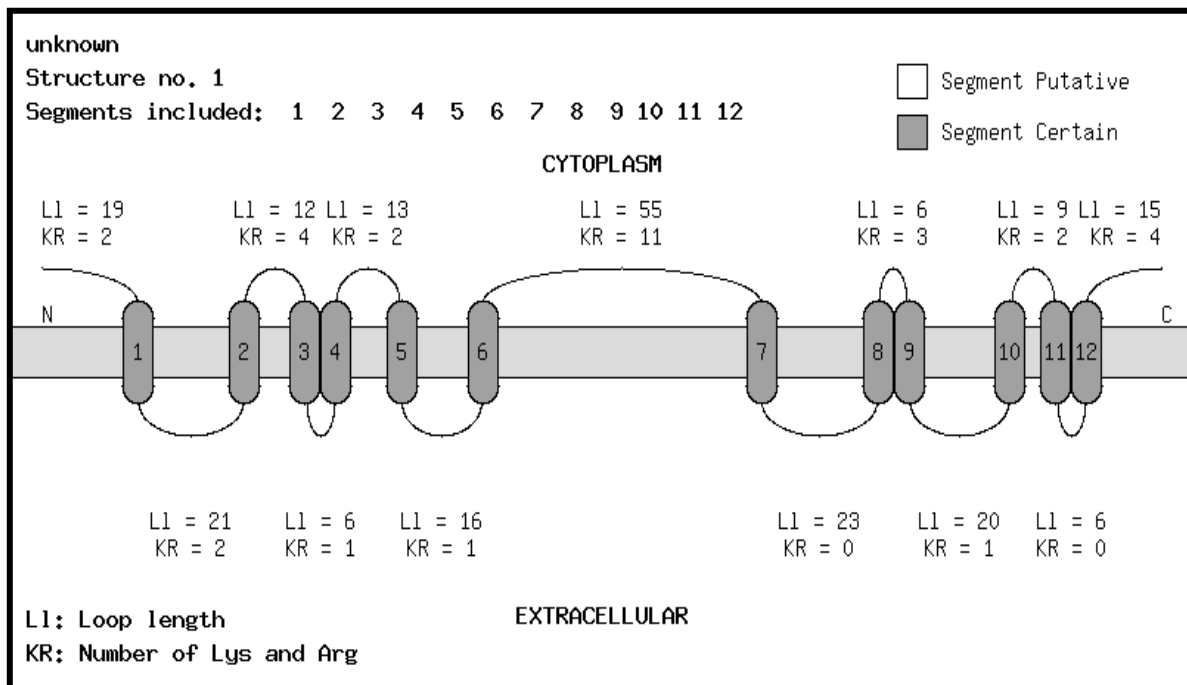 unknown
Structure no. 1
Segments included: 1 2 3 4 5 6 7 8 9 10 11 12
Segment Putative
Segment Certain
CYTOPLASM
Ll = 19 Ll = 12 Ll = 13 Ll = 55 Ll = 6 Ll = 9 Ll = 15
KR = 2 KR = 4 KR = 2 KR = 11 KR = 3 KR = 2 KR = 4
N C
1 2 3 4 5 6 7 8 9 10 11 12
Ll = 21 Ll = 6 Ll = 16 Ll = 23 Ll = 20 Ll = 6
KR = 2 KR = 1 KR = 1 KR = 0 KR = 1 KR = 0
Ll: Loop length
EXTRACELLULAR
KR: Number of Lys and Arg